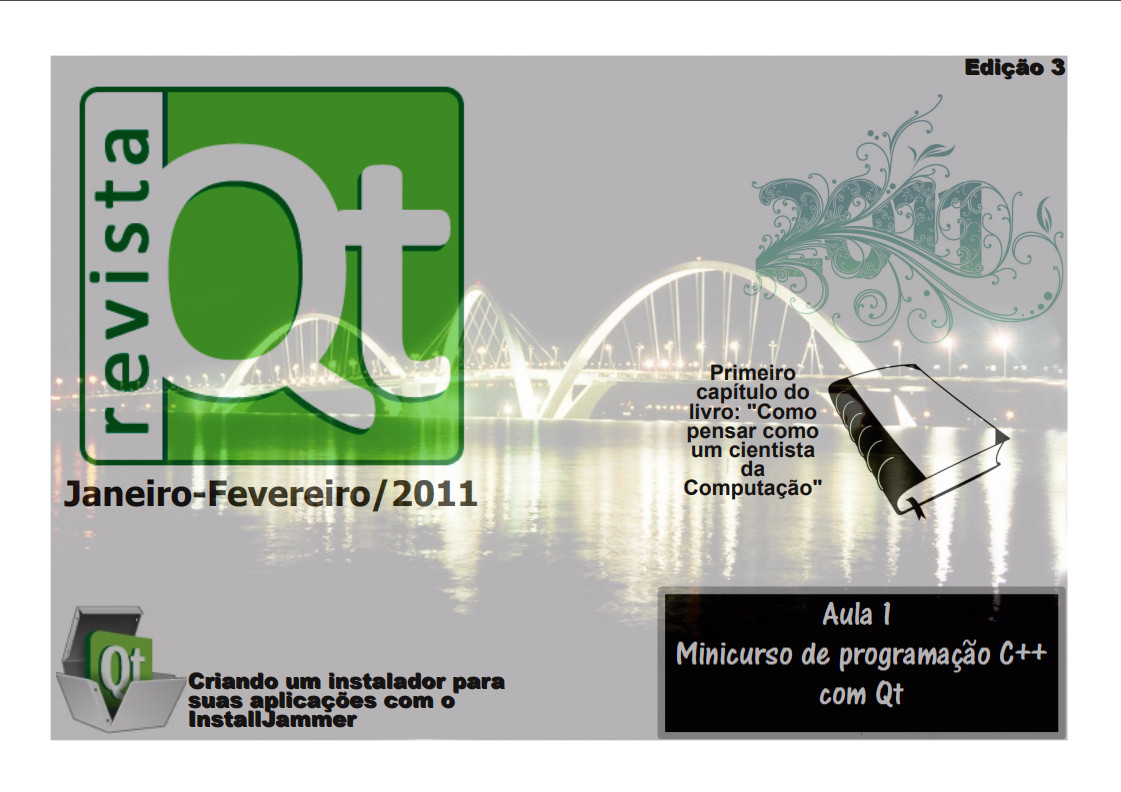 Edição 3
revista
Qt
2011
Janeiro-Fevereiro/2011
Primeiro
capítulo do
livro: "Como
pensar como
um cientista
da
Computação"
Qt
Criando um instalador para
suas aplicações com o
InstallJammer
Aula 1
Minicurso de programação C++
com Qt